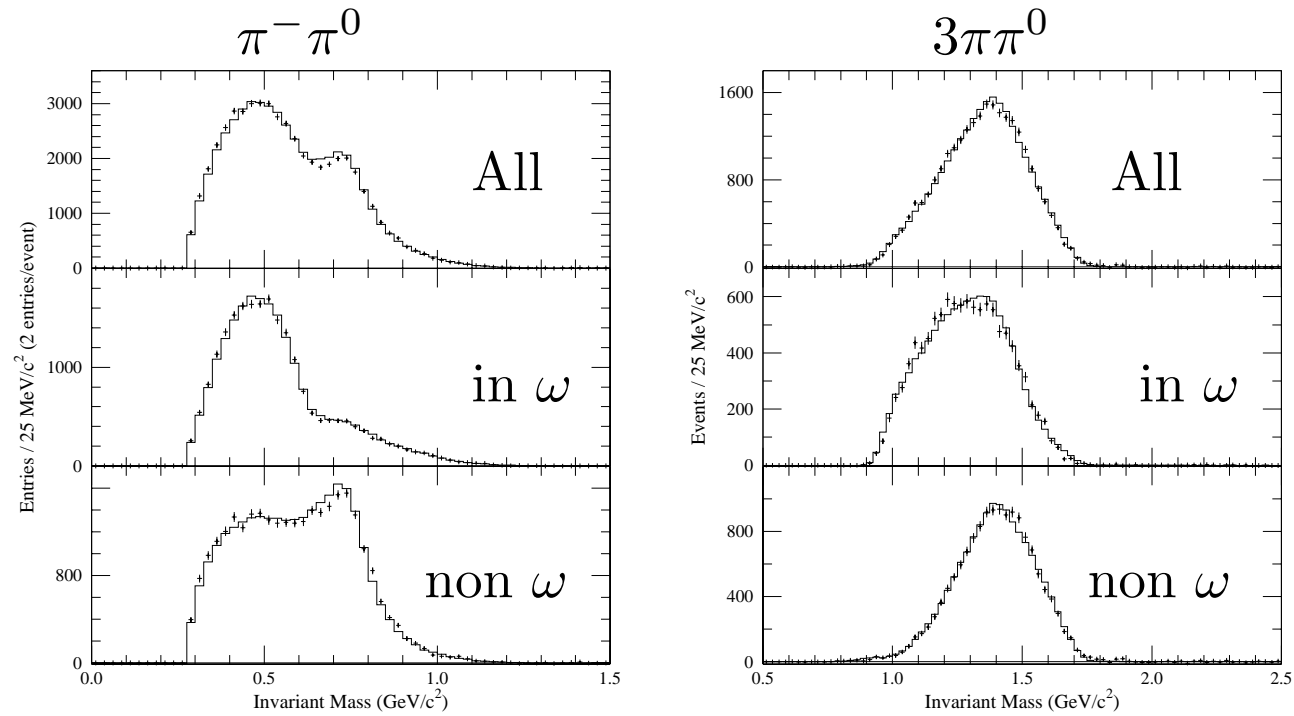 π⁻π⁰
3000
2000
1000
0
All
1000
0
in ω
800
0
non ω
0.0 0.5 1.0 1.5
Invariant Mass (GeV/c²)
Entries / 25 MeV/c² (2 entries/event)
3ππ⁰
1600
800
0
All
600
400
200
0
in ω
800
400
0
non ω
0.5 1.0 1.5 2.0 2.5
Invariant Mass (GeV/c²)
Events / 25 MeV/c²